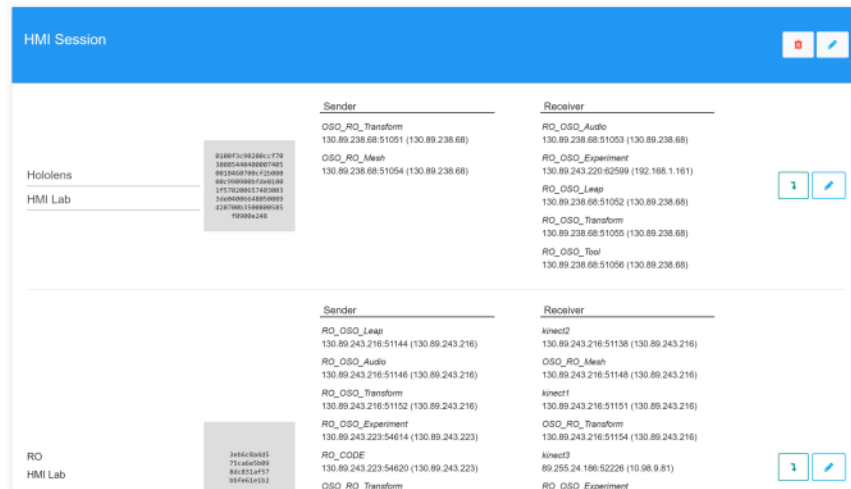 HMI Session
Hololens
HMI Lab
Sender
OSO_RO_Transform
130.89.238.68:51051 (130.89.238.68)
OSO_RO_Mesh
130.89.238.68:51054 (130.89.238.68)
Receiver
RO_OSO_Audio
130.89.238.68:51053 (130.89.238.68)
RO_OSO_Experiment
130.89.243.220:62599 (192.168.1.161)
RO_OSO_Leap
130.89.238.68:51052 (130.89.238.68)
RO_OSO_Transform
130.89.238.68:51055 (130.89.238.68)
RO_OSO_Tool
130.89.238.68:51056 (130.89.238.68)
RO
HMI Lab
Sender
RO_OSO_Leap
130.89.243.216:51144 (130.89.243.216)
RO_OSO_Audio
130.89.243.216:51146 (130.89.243.216)
RO_OSO_Transform
130.89.243.216:51152 (130.89.243.216)
RO_OSO_Experiment
130.89.243.223:54614 (130.89.243.223)
RO_CODE
130.89.243.223:54620 (130.89.243.223)
OSO_RO_Transform
Receiver
kinect2
130.89.243.216:51138 (130.89.243.216)
OSO_RO_Mesh
130.89.243.216:51148 (130.89.243.216)
kinect1
130.89.243.216:51151 (130.89.243.216)
OSO_RO_Transform
130.89.243.216:51154 (130.89.243.216)
kinect3
89.255.24.186:52226 (10.98.9.81)
RO_OSO_Experiment